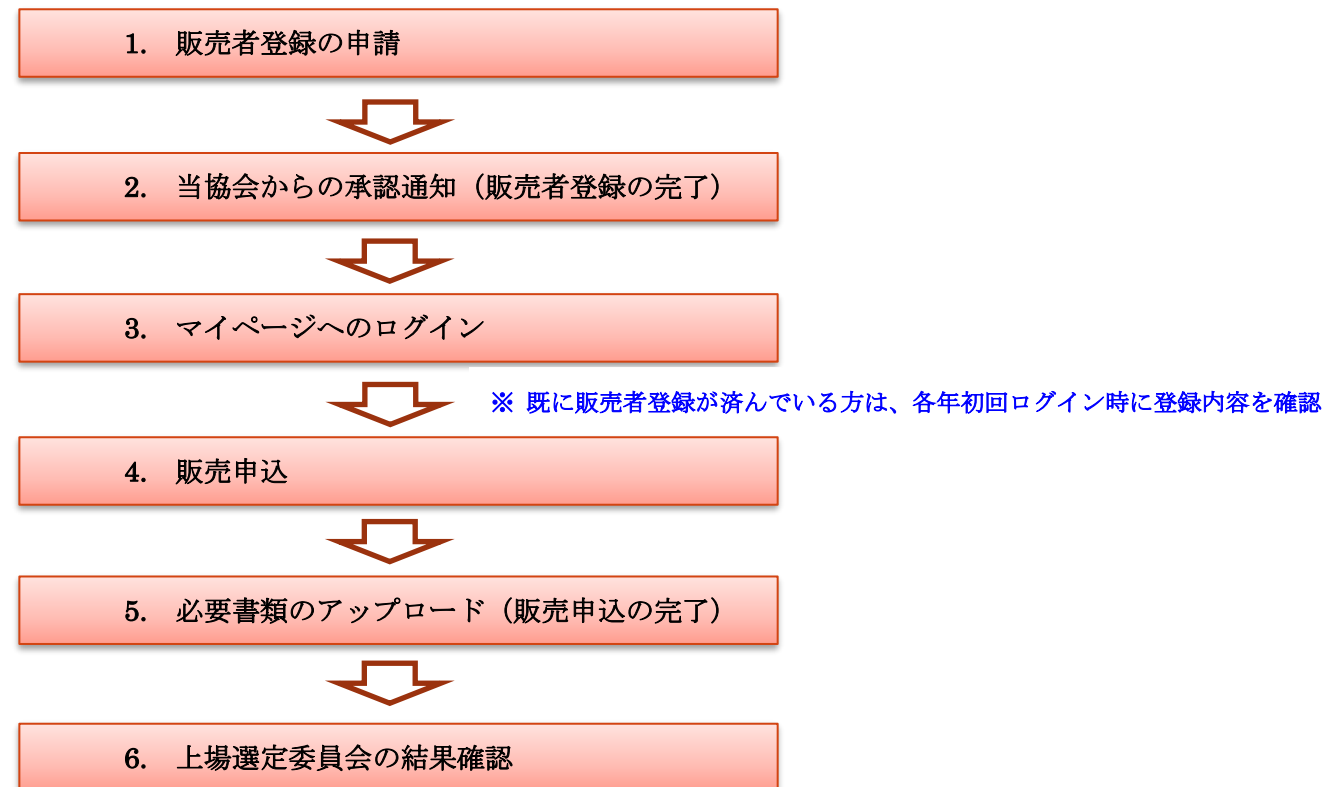 1. 販売者登録の申請
2. 当協会からの承認通知（販売者登録の完了）
3. マイページへのログイン
※ 既に販売者登録が済んでいる方は、各年初回ログイン時に登録内容を確認
4. 販売申込
5. 必要書類のアップロード（販売申込の完了）
6. 上場選定委員会の結果確認